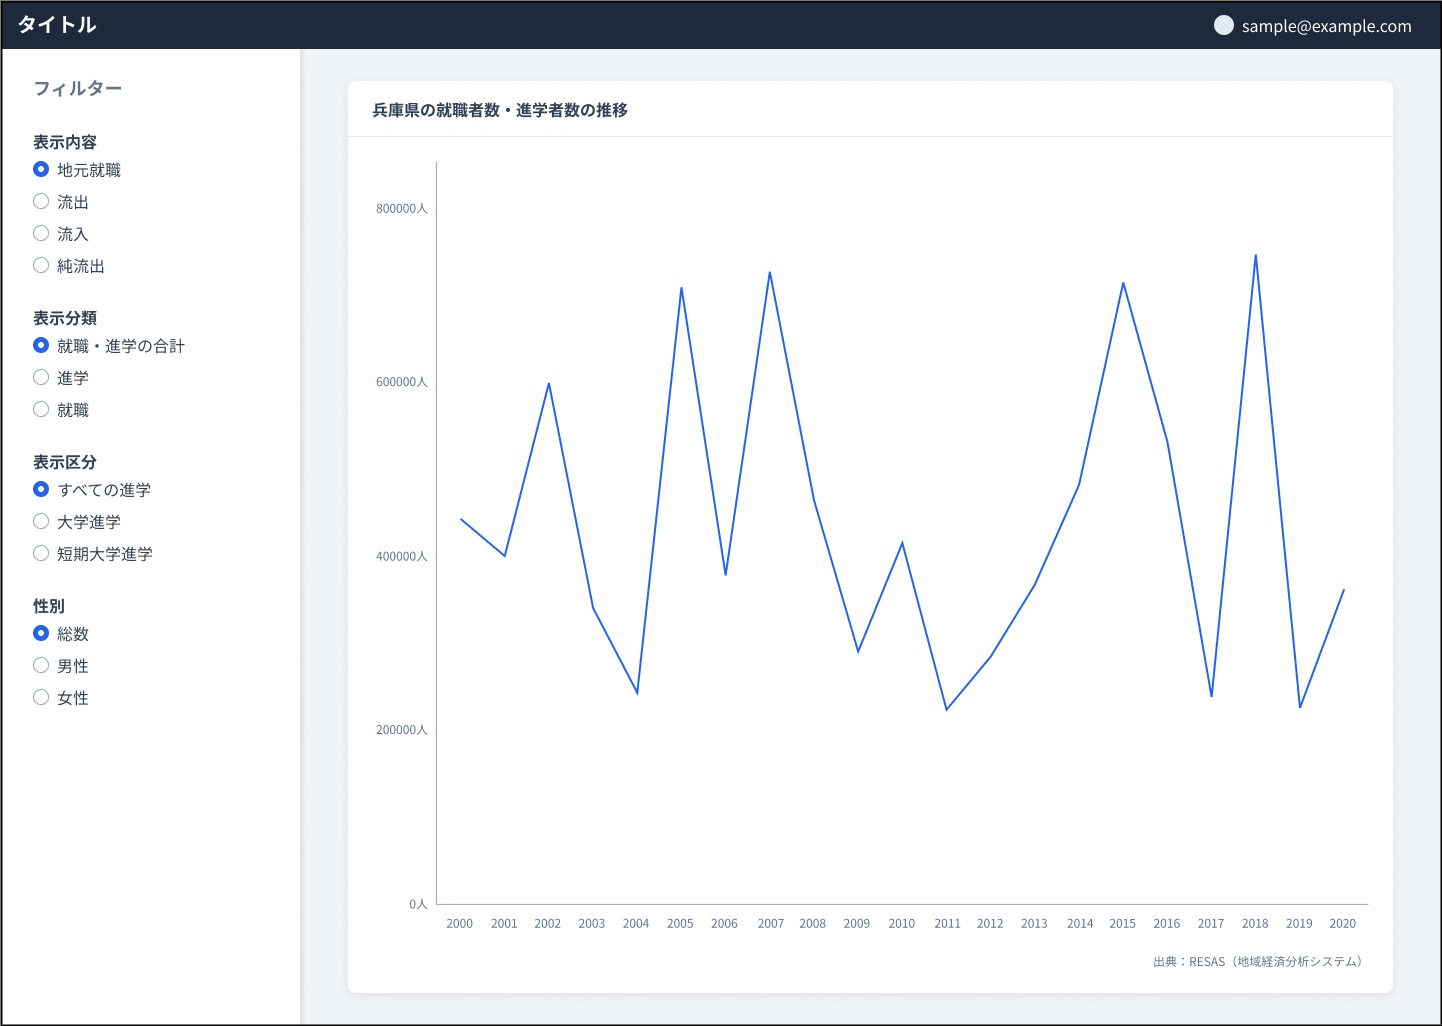 タイトル
sample@example.com
フィルター
表示内容
地元就職
流出
流入
純流出
表示分類
就職・進学の合計
進学
就職
表示区分
すべての進学
大学進学
短期大学進学
性別
総数
男性
女性
兵庫県の就職者数・進学者数の推移
800000人
600000人
400000人
200000人
0人
2000 2001 2002 2003 2004 2005 2006 2007 2008 2009 2010 2011 2012 2013 2014 2015 2016 2017 2018 2019 2020
出典：RESAS（地域経済分析システム）